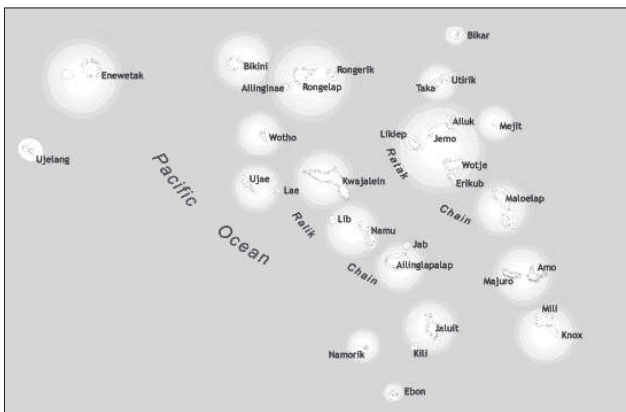 Bikar
Enewetak
Bikini
Rongerik
Ailinginae
Rongelap
Taka
Utirik
Ailuk
Mejit
Likiep
Jemo
Wotho
Ujelang
Pacific
Ocean
Ratak
Chain
Wotje
Erikub
Ujae
Lae
Kwajalein
Maloelap
Ralik
Chain
Lib
Namu
Jab
Ailinglapalap
Majuro
Amo
Mili
Knox
Jaluit
Namorik
Kili
Ebon